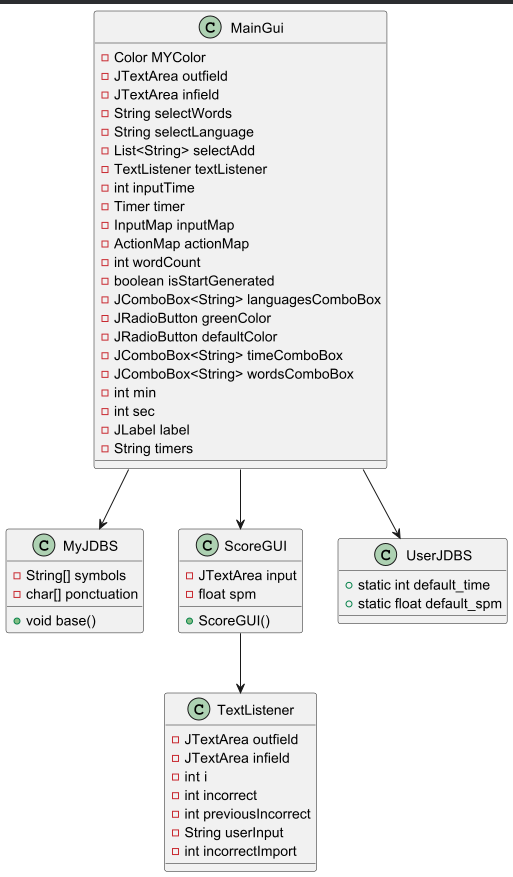 C MainGui
Color MYColor
JTextArea outfield
JTextArea infield
String selectWords
String selectLanguage
List<String> selectAdd
TextListener textListener
int inputTime
Timer timer
InputMap inputMap
ActionMap actionMap
int wordCount
boolean isStartGenerated
JComboBox<String> languagesComboBox
JRadioButton greenColor
JRadioButton defaultColor
JComboBox<String> timeComboBox
JComboBox<String> wordsComboBox
int min
int sec
JLabel label
String timers
C MyJDBS
String[] symbols
char[] ponctuation
void base()
C ScoreGUI
JTextArea input
float spm
ScoreGUI()
C UserJDBS
static int default_time
static float default_spm
C TextListener
JTextArea outfield
JTextArea infield
int i
int incorrect
int previousIncorrect
String userInput
int incorrectImport